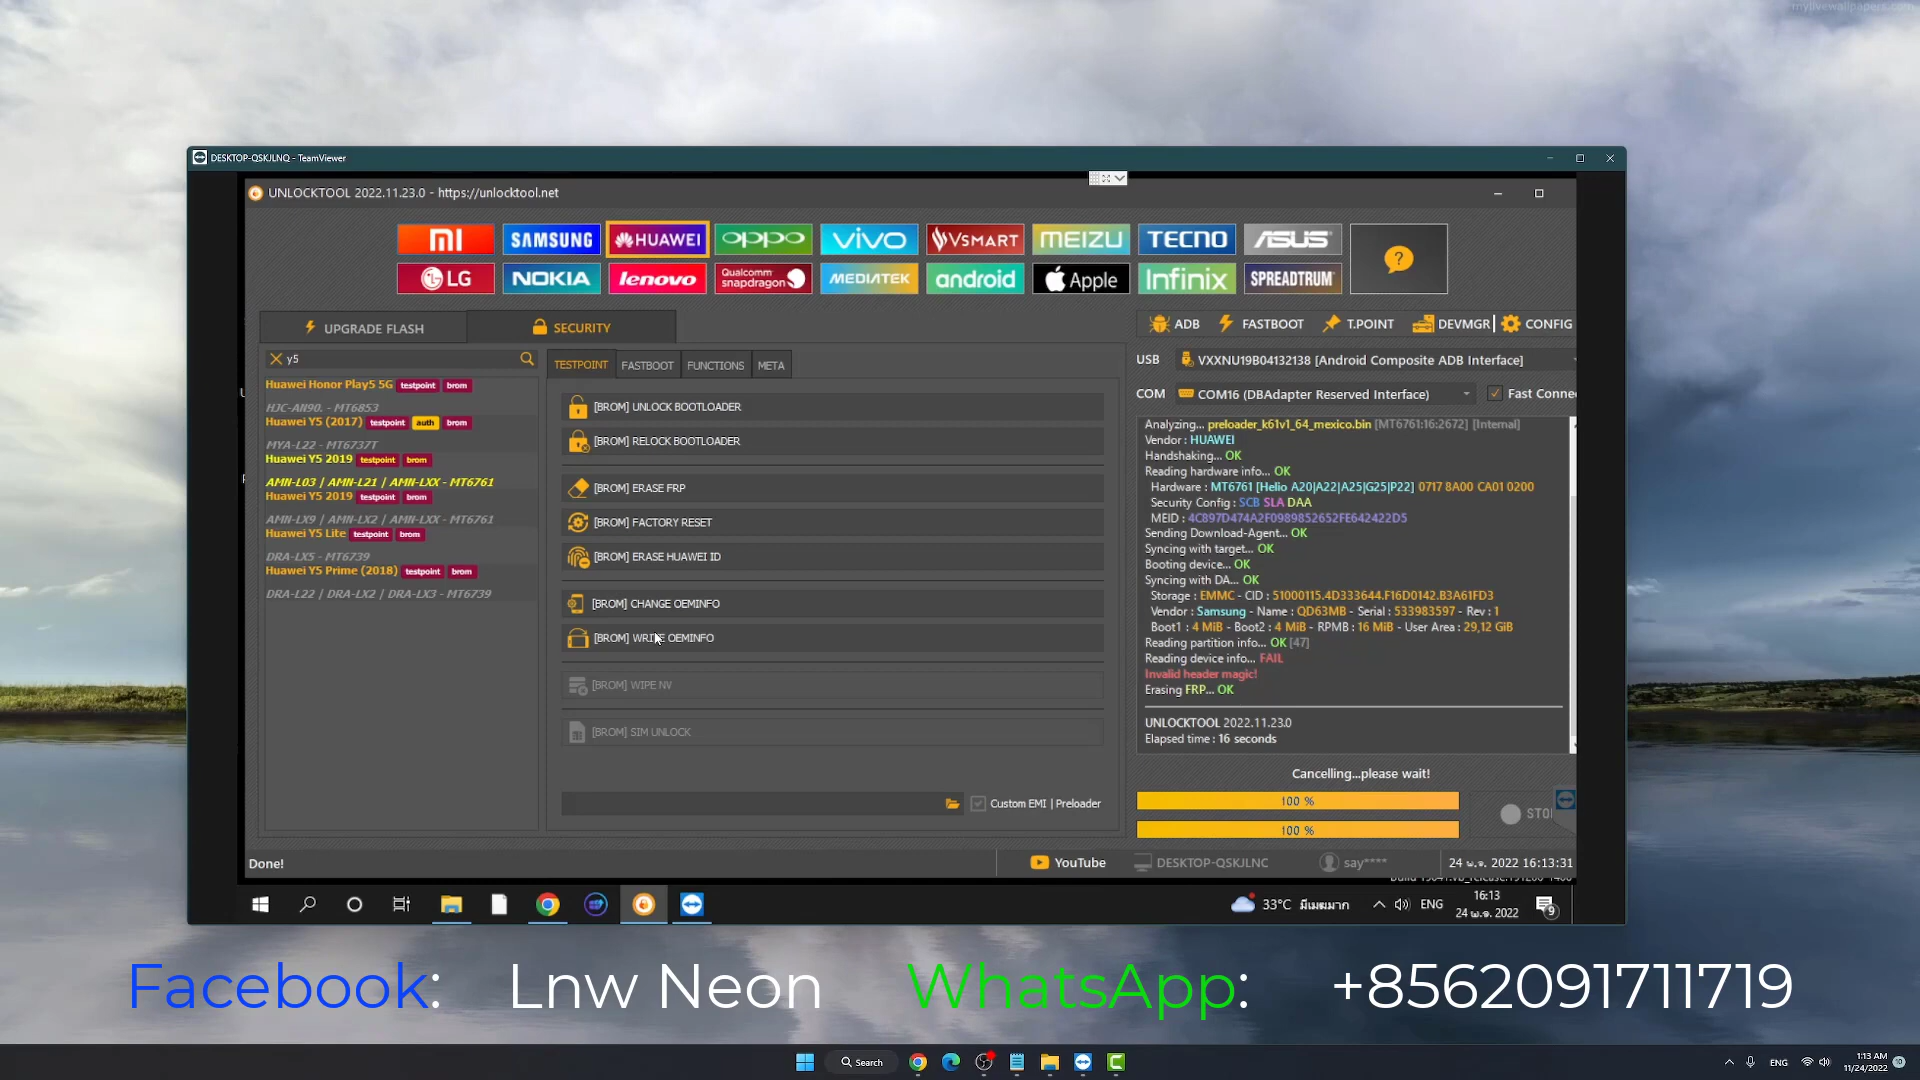 mylivewallpapers.com
DESKTOP-QSKJLNQ - TeamViewer
UNLOCKTOOL 2022.11.23.0 - https://unlocktool.net
mi SAMSUNG HUAWEI oppo vivo VSMART MEIZU TECNO ASUS ?
LG NOKIA lenovo Qualcomm snapdragon MEDIATEK android Apple Infinix SPREADTRUM
UPGRADE FLASH SECURITY
ADB FASTBOOT T.POINT DEVMGR CONFIG
y5
TESTPOINT FASTBOOT FUNCTIONS META
Huawei Honor Play5 5G testpoint brom
HJC-AN90. - MT6853
Huawei Y5 (2017) testpoint auth brom
MYA-L22 - MT6737T
Huawei Y5 2019 testpoint brom
AMN-L03 | AMN-L21 | AMN-LXX - MT6761
Huawei Y5 2019 testpoint brom
AMN-LX9 / AMN-LX2 / AMN-LXX - MT6761
Huawei Y5 Lite testpoint brom
DRA-LX5 - MT6739
Huawei Y5 Prime (2018) testpoint brom
DRA-L22 / DRA-LX2 / DRA-LX3 - MT6739
[BROM] UNLOCK BOOTLOADER
[BROM] RELOCK BOOTLOADER
[BROM] ERASE FRP
[BROM] FACTORY RESET
[BROM] ERASE HUAWEI ID
[BROM] CHANGE OEMINFO
[BROM] WRITE OEMINFO
[BROM] WIPE NV
[BROM] SIM UNLOCK
Custom EMI | Preloader
USB VXXNU19B04132138 [Android Composite ADB Interface]
COM COM16 (DBAdapter Reserved Interface) Fast Conne
Analyzing... preloader_k61v1_64_mexico.bin [MT6761:16:2672] [Internal]
Vendor : HUAWEI
Handshaking... OK
Reading hardware info... OK
Hardware : MT6761 [Helio A20|A22|A25|G25|P22] 0717 8A00 CA01 0200
Security Config : SCB SLA DAA
MEID : 4C897D474A2F0989852652FE642422D5
Sending Download-Agent... OK
Syncing with target... OK
Booting device... OK
Syncing with DA... OK
Storage : EMMC - CID : 51000115.4D333644.F16D0142.B3A61FD3
Vendor : Samsung - Name : QD63MB - Serial : 533983597 - Rev : 1
Boot1 : 4 MiB - Boot2 : 4 MiB - RPMB : 16 MiB - User Area : 29,12 GiB
Reading partition info... OK [47]
Reading device info... FAIL
Invalid header magic!
Erasing FRP... OK
UNLOCKTOOL 2022.11.23.0
Elapsed time : 16 seconds
Cancelling...please wait!
100 %
100 %
STO
Done!
YouTube DESKTOP-QSKJLNC say**** 24 พ.ย. 2022 16:13:31
33°C มีเมฆมาก ENG 16:13
24 พ.ย. 2022
9
Facebook: Lnw Neon WhatsApp: +8562091711719
Search
ENG
1:13 AM
11/24/2022